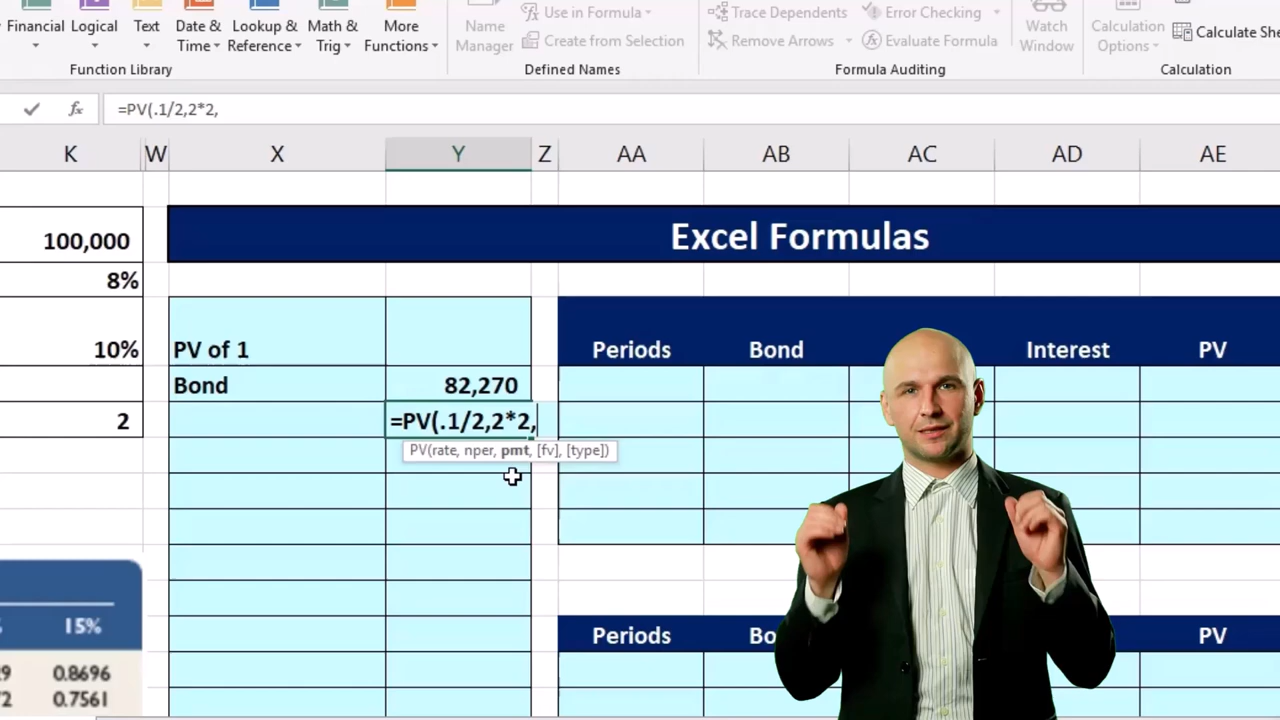 Financial
Logical
Text
Date & Time
Lookup & Reference
Math & Trig
More Functions
Function Library
Name Manager
Use in Formula
Create from Selection
Defined Names
Trace Dependents
Remove Arrows
Error Checking
Evaluate Formula
Formula Auditing
Watch Window
Calculation Options
Calculate
Calculation
fx =PV(.1/2,2*2,
K W X Y Z AA AB AC AD AE
100,000
Excel Formulas
8%
10%
PV of 1
Periods Bond Interest PV
Bond 82,270
2
=PV(.1/2,2*2,
PV(rate, nper, pmt, [fv], [type])
15%
Periods PV
0.8696
0.7561